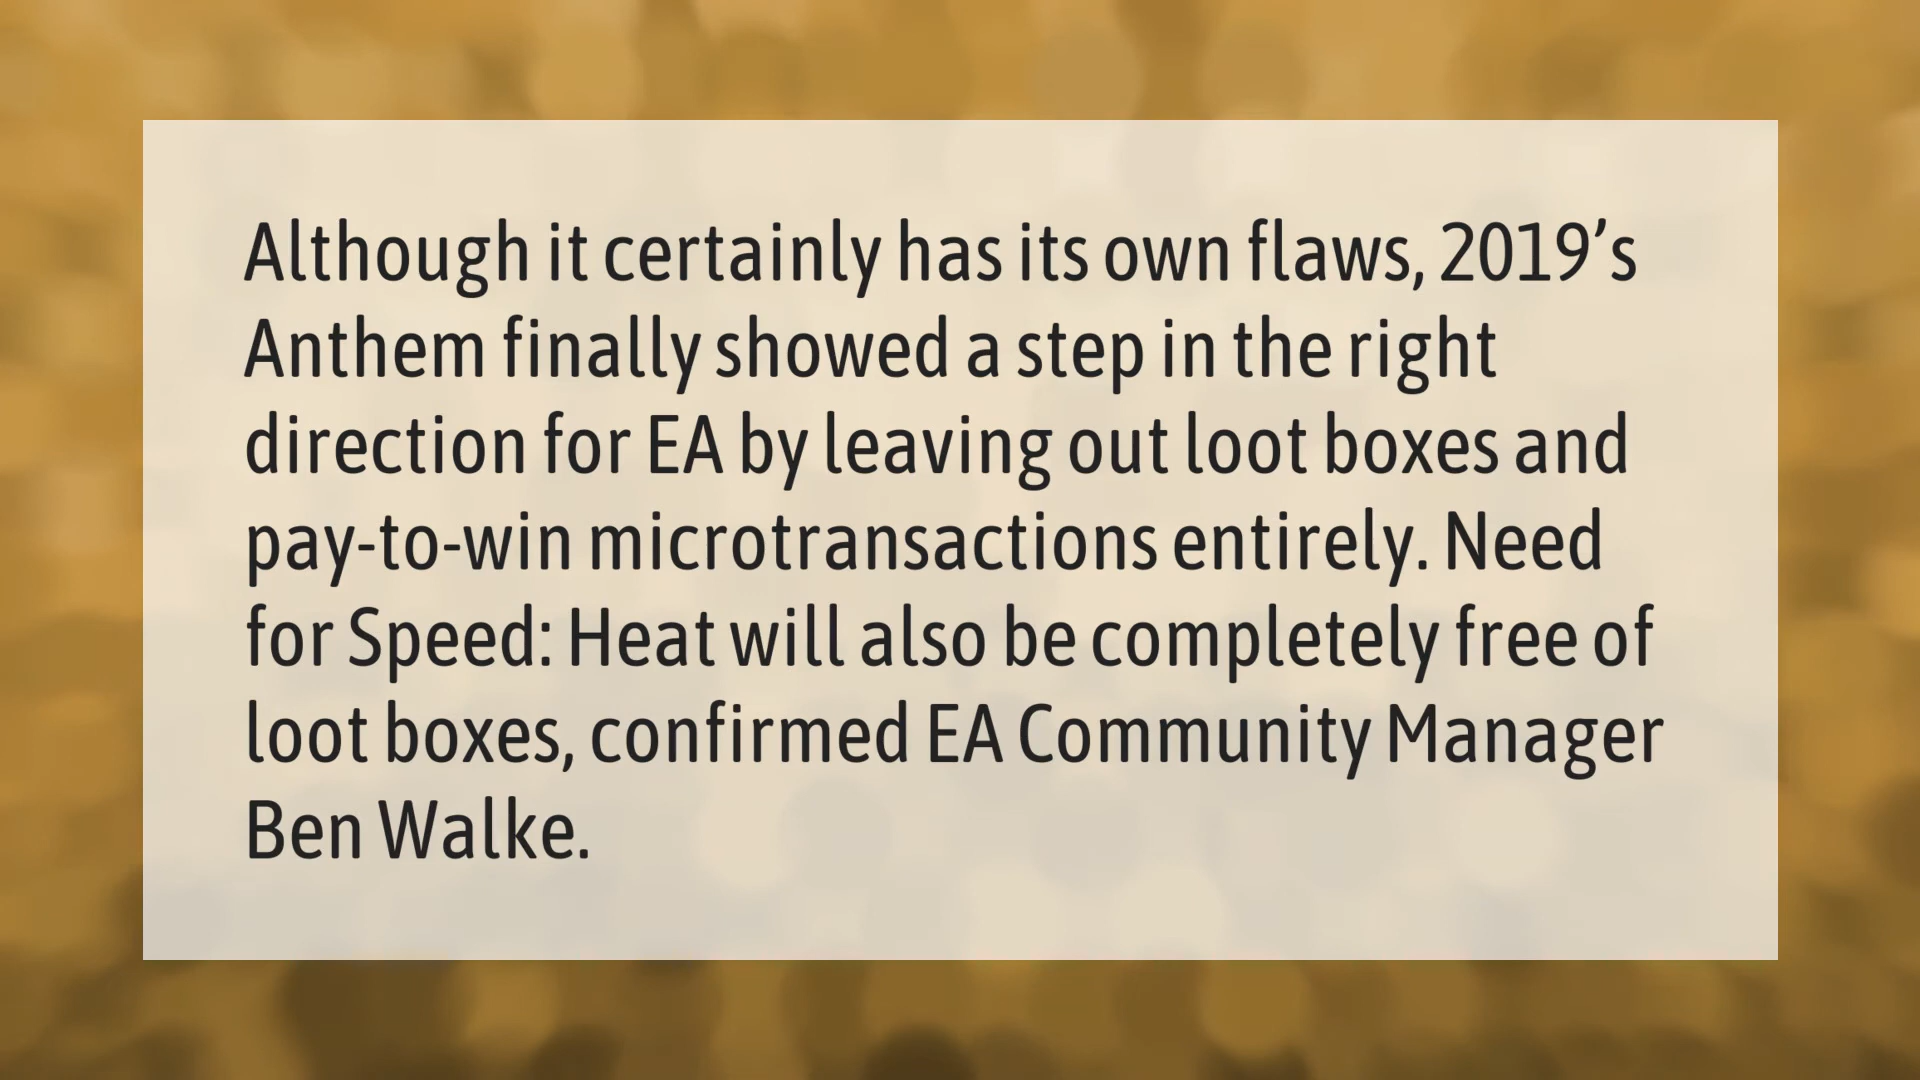 Although it certainly has its own flaws, 2019’s
Anthem finally showed a step in the right
direction for EA by leaving out loot boxes and
pay-to-win microtransactions entirely. Need
for Speed: Heat will also be completely free of
loot boxes, confirmed EA Community Manager
Ben Walke.